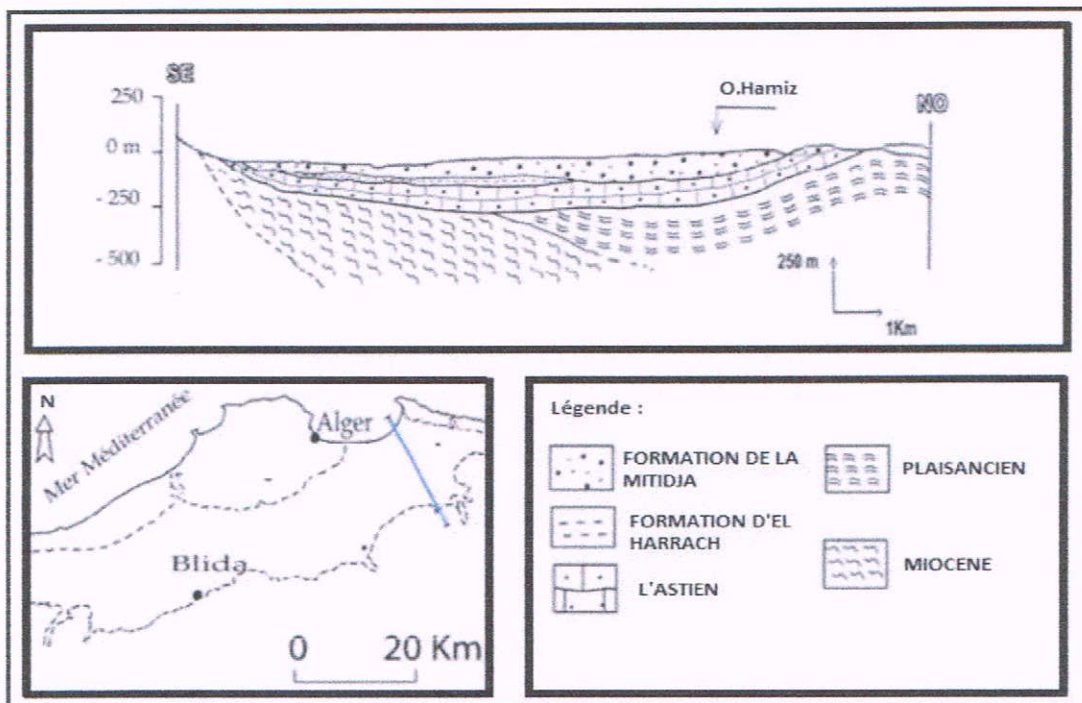 SE
NO
O.Hamiz
250
0 m
- 250
- 500
250 m
1Km
N
Mer Méditerranée
Alger
Blida
0 20 Km
Légende :
FORMATION DE LA
MITIDJA
FORMATION D'EL
HARRACH
L'ASTIEN
PLAISANCIEN
MIOCENE